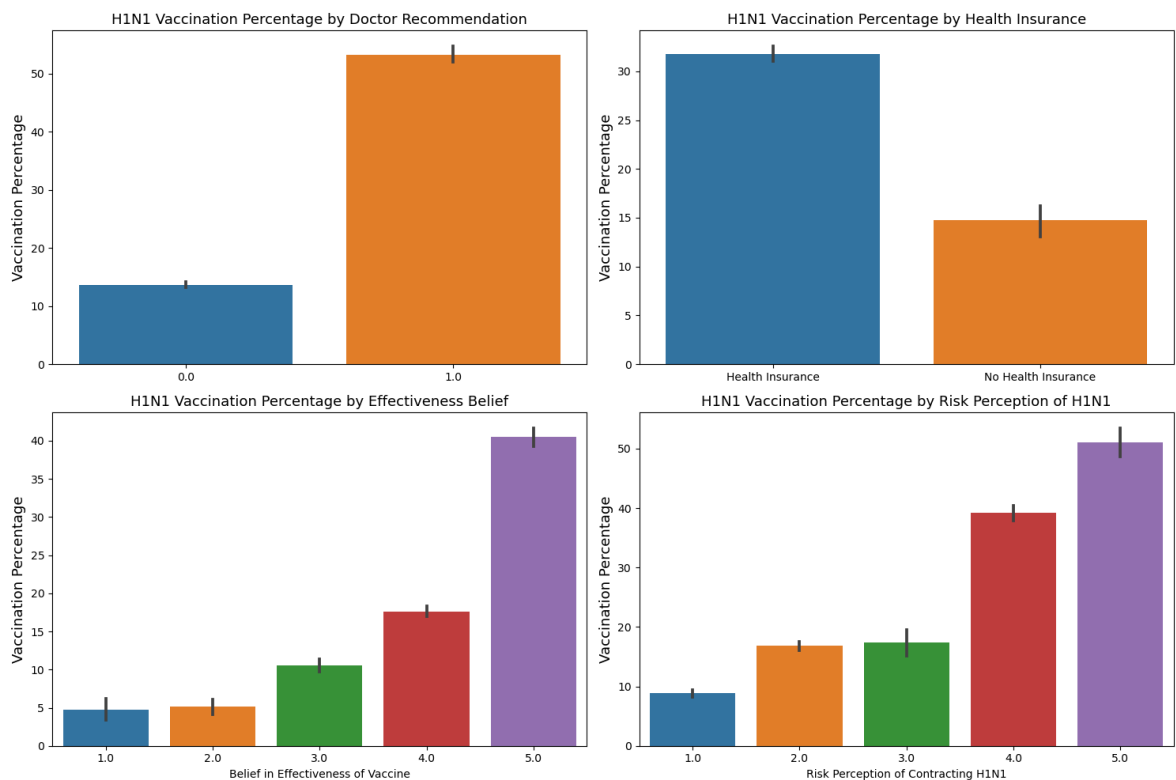 H1N1 Vaccination Percentage by Doctor Recommendation
Vaccination Percentage
50
40
30
20
10
0
0.0 1.0
H1N1 Vaccination Percentage by Health Insurance
Vaccination Percentage
30
25
20
15
10
5
0
Health Insurance No Health Insurance
H1N1 Vaccination Percentage by Effectiveness Belief
Vaccination Percentage
40
35
30
25
20
15
10
5
0
1.0 2.0 3.0 4.0 5.0
Belief in Effectiveness of Vaccine
H1N1 Vaccination Percentage by Risk Perception of H1N1
Vaccination Percentage
50
40
30
20
10
0
1.0 2.0 3.0 4.0 5.0
Risk Perception of Contracting H1N1